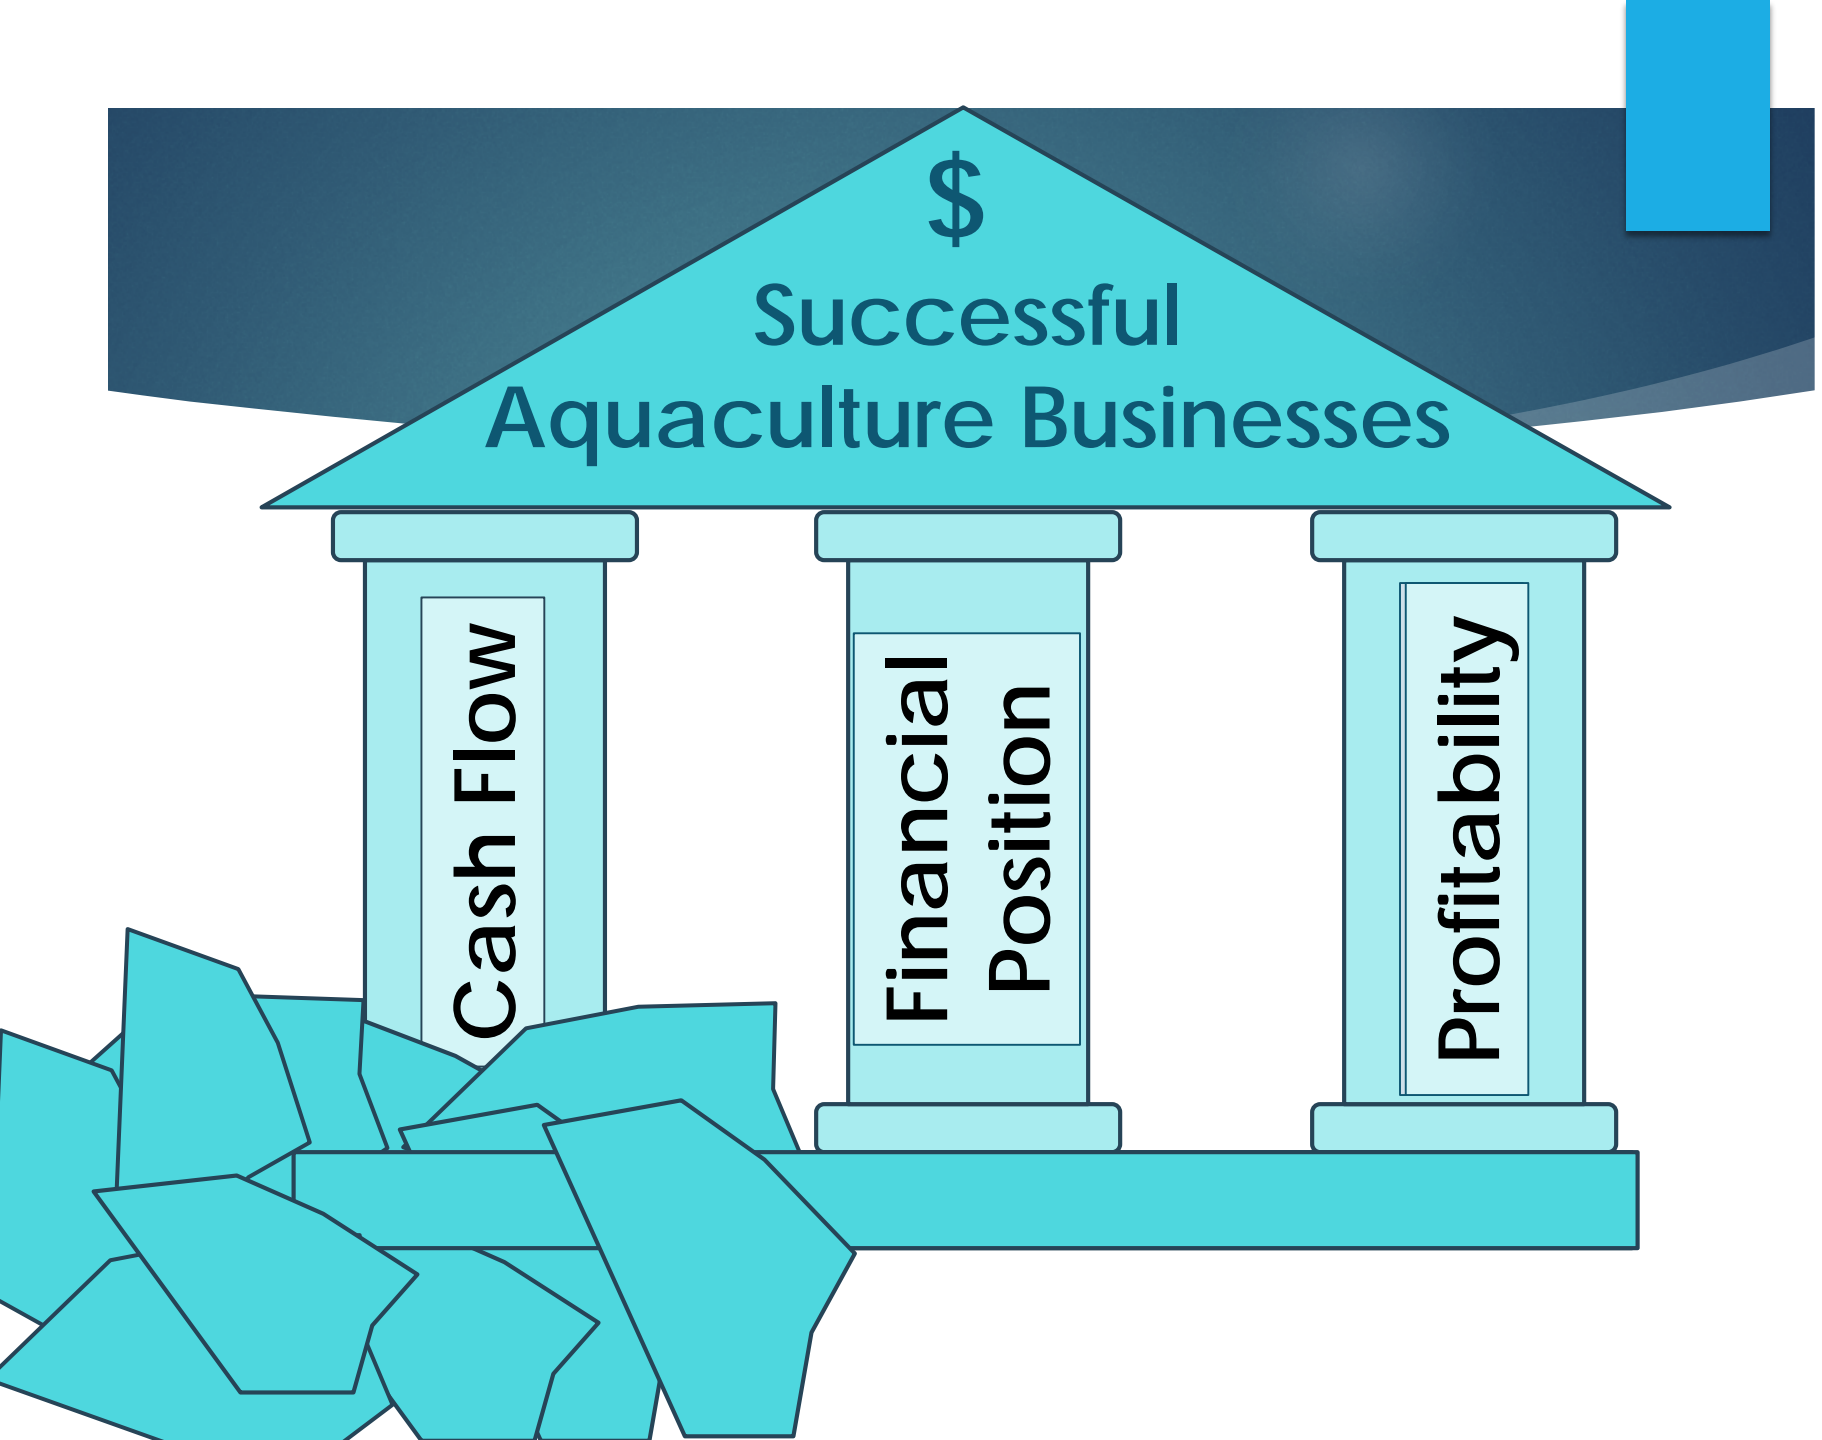 $
Successful
Aquaculture Businesses
Cash Flow
Financial
Position
Profitability